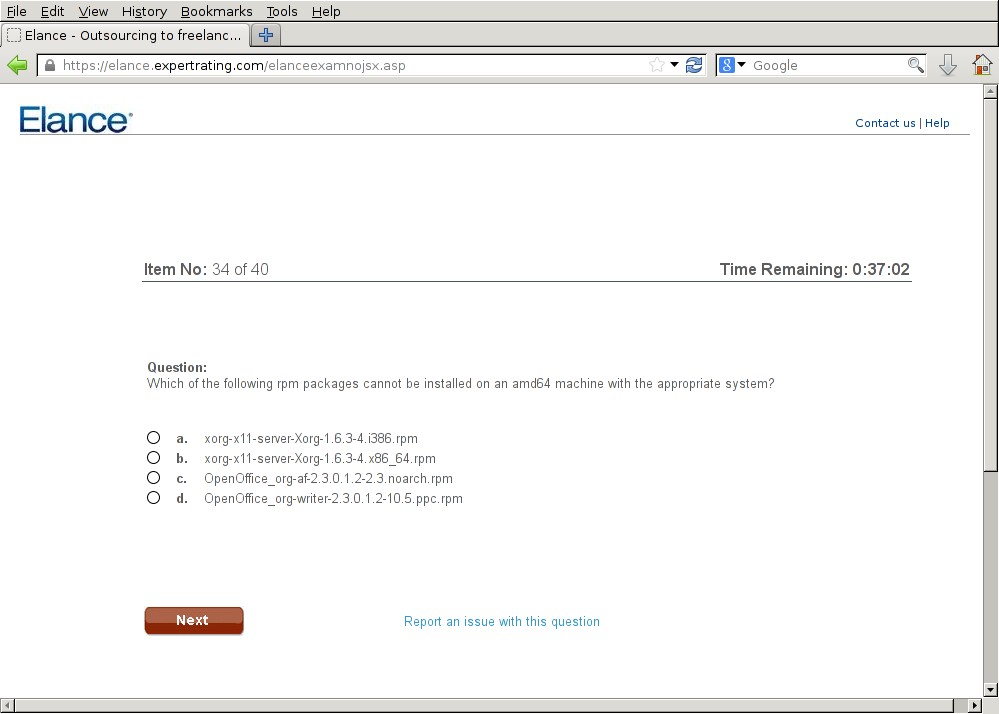 File Edit View History Bookmarks Tools Help
Elance - Outsourcing to freelanc...
https://elance.expertrating.com/elanceexamnojsx.asp
8 Google
Elance®
Contact us | Help
Item No: 34 of 40
Time Remaining: 0:37:02
Question:
Which of the following rpm packages cannot be installed on an amd64 machine with the appropriate system?
a. xorg-x11-server-Xorg-1.6.3-4.i386.rpm
b. xorg-x11-server-Xorg-1.6.3-4.x86_64.rpm
c. OpenOffice_org-af-2.3.0.1.2-2.3.noarch.rpm
d. OpenOffice_org-writer-2.3.0.1.2-10.5.ppc.rpm
Next
Report an issue with this question